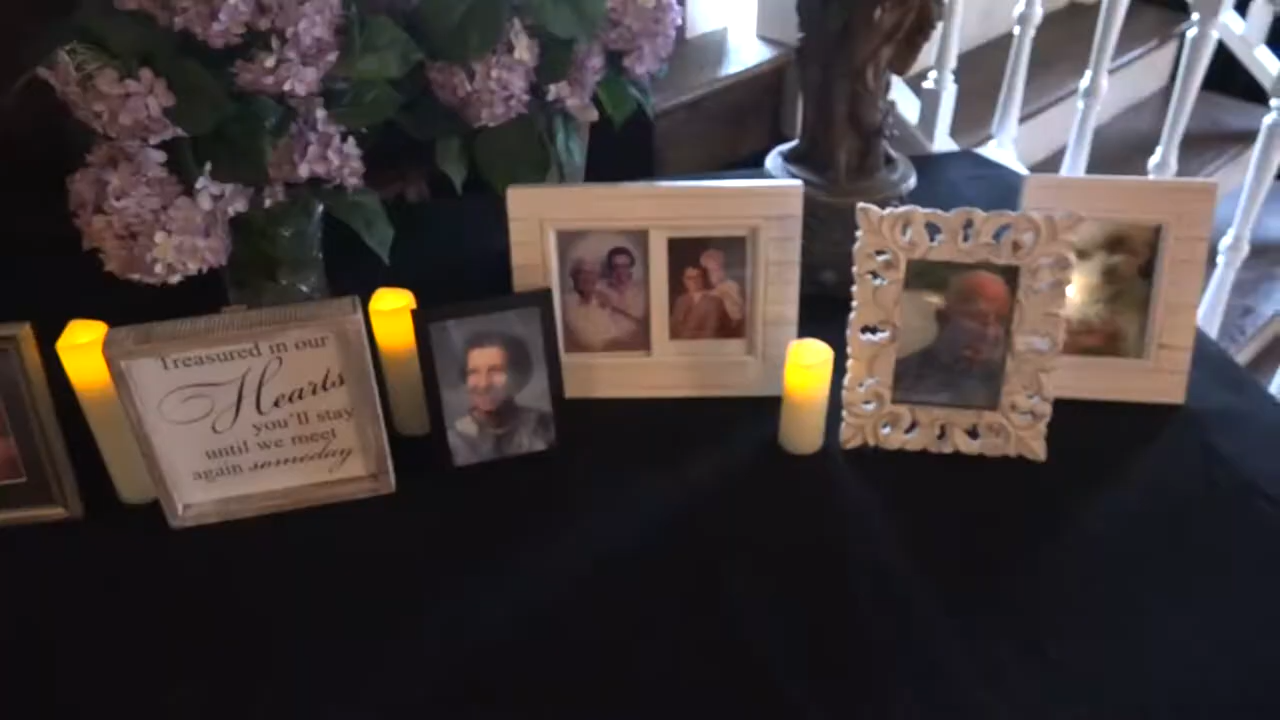 Treasured in our
Hearts
you'll stay
until we meet
again someday